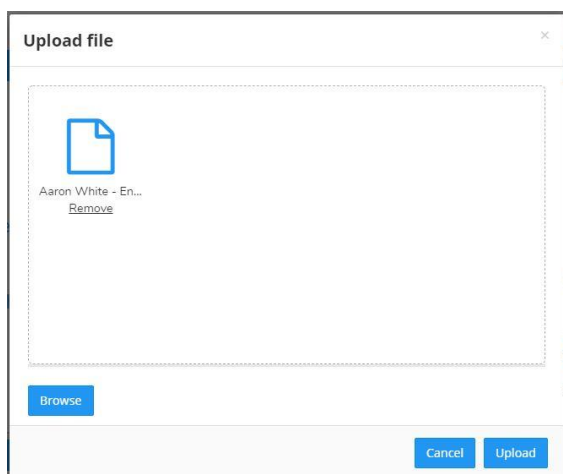 Upload file
×
Aaron White - En...
Remove
Browse
Cancel Upload